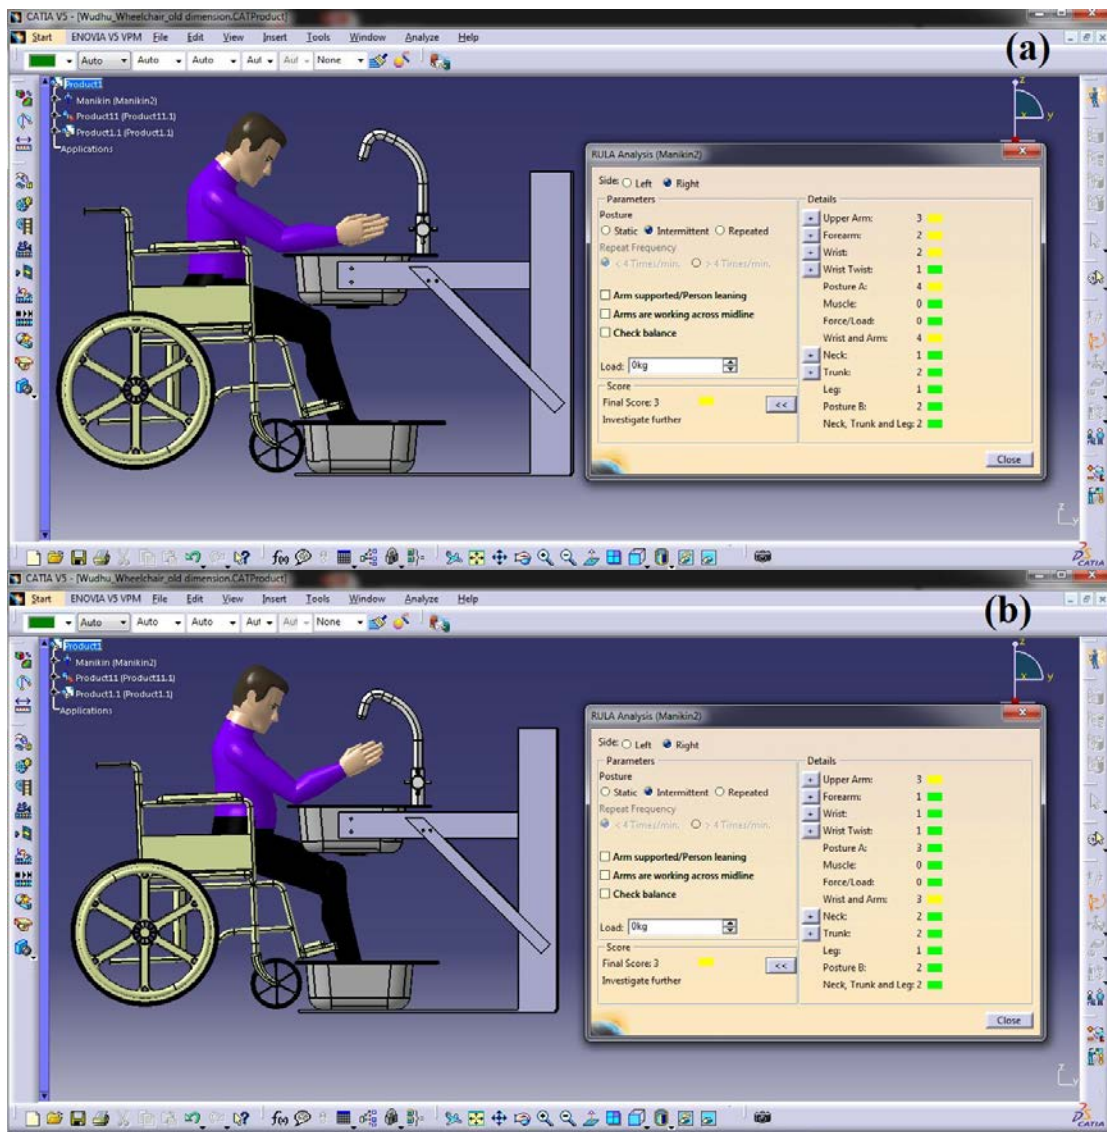 CATIA V5 - [Wudhu_Wheelchair_old dimension.CATProduct]
Start ENOVIA V5 VPM File Edit View Insert Tools Window Analyze Help
(a)
Auto Auto Auto Aut Aut None
Product1
Manikin (Manikin2)
Product11 (Product11.1)
Product1.1 (Product1.1)
Applications
z
y
x
RULA Analysis (Manikin2)
Side: Left Right
Parameters
Posture
Static Intermittent Repeated
Repeat Frequency
< 4 Times/min. > 4 Times/min.
Arm supported/Person leaning
Arms are working across midline
Check balance
Load: 0kg
Score
Final Score: 3
<<
Investigate further
Details
+ Upper Arm: 3
+ Forearm: 2
+ Wrist: 2
+ Wrist Twist: 1
Posture A: 4
Muscle: 0
Force/Load: 0
Wrist and Arm: 4
+ Neck: 1
+ Trunk: 2
Leg: 1
Posture B: 2
Neck, Trunk and Leg: 2
Close
z
y
f(x)
CATIA
CATIA V5 - [Wudhu_Wheelchair_old dimension.CATProduct]
Start ENOVIA V5 VPM File Edit View Insert Tools Window Analyze Help
(b)
Auto Auto Auto Aut Aut None
Product1
Manikin (Manikin2)
Product11 (Product11.1)
Product1.1 (Product1.1)
Applications
z
y
x
RULA Analysis (Manikin2)
Side: Left Right
Parameters
Posture
Static Intermittent Repeated
Repeat Frequency
< 4 Times/min. > 4 Times/min.
Arm supported/Person leaning
Arms are working across midline
Check balance
Load: 0kg
Score
Final Score: 3
<<
Investigate further
Details
+ Upper Arm: 3
+ Forearm: 1
+ Wrist: 1
+ Wrist Twist: 1
Posture A: 3
Muscle: 0
Force/Load: 0
Wrist and Arm: 3
+ Neck: 2
+ Trunk: 2
Leg: 1
Posture B: 2
Neck, Trunk and Leg: 2
Close
z
y
f(x)
CATIA